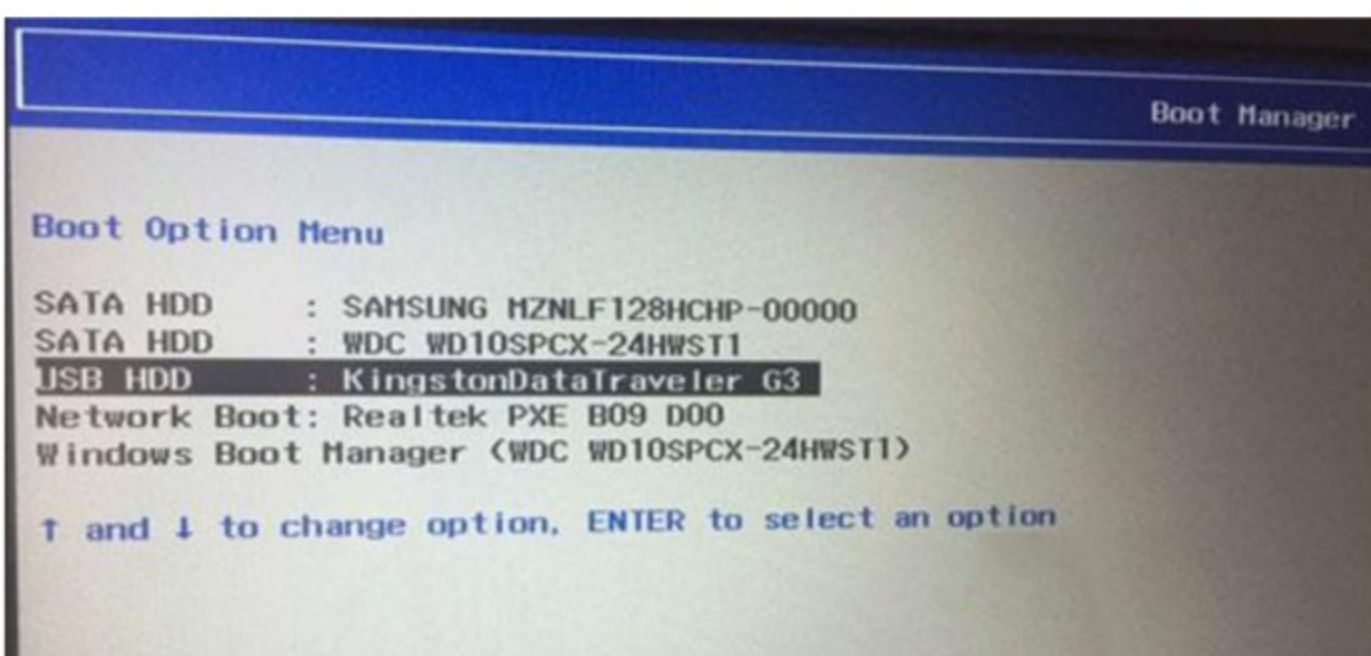 Boot Manager
Boot Option Menu
SATA HDD : SAMSUNG MZNLF128HCHP-00000
SATA HDD : WDC WD10SPCX-24HWST1
USB HDD : KingstonDataTraveler G3
Network Boot: Realtek PXE B09 D00
Windows Boot Manager (WDC WD10SPCX-24HWST1)
↑ and ↓ to change option, ENTER to select an option